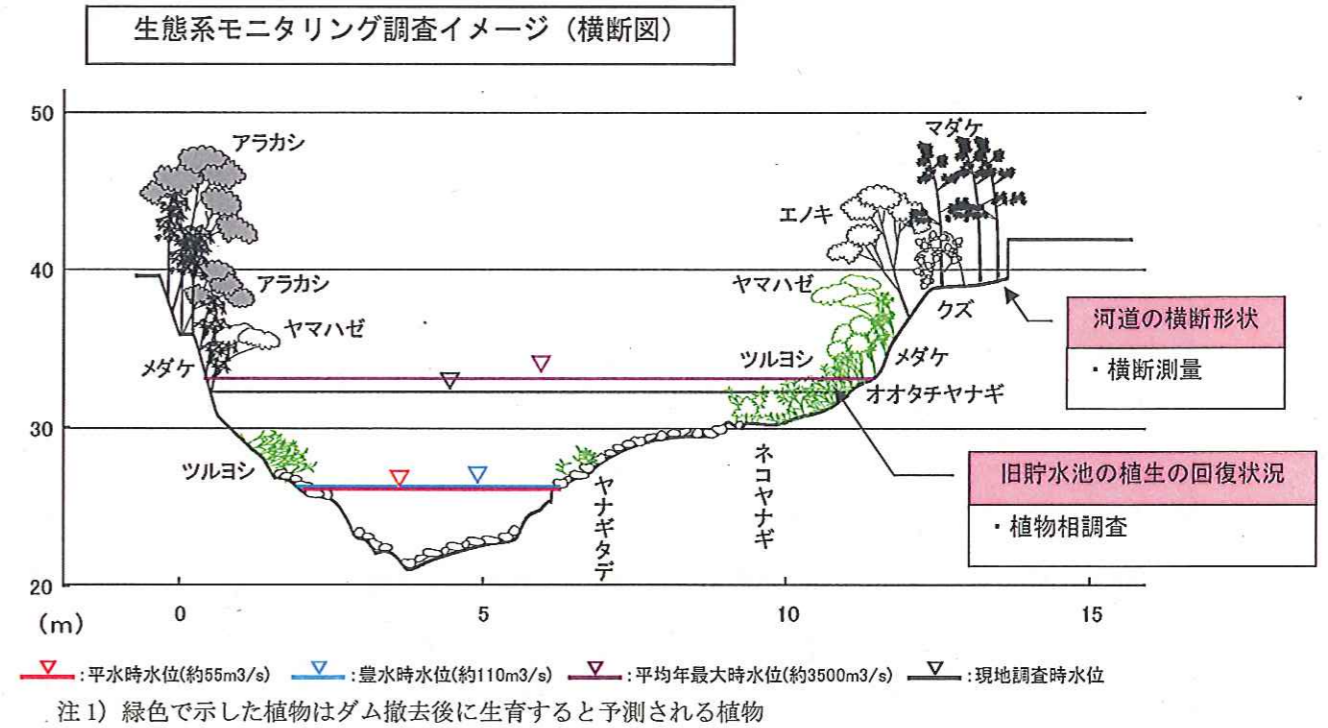 生態系モニタリング調査イメージ（横断図）
50
アラカシ
マダケ
エノキ
40
アラカシ
ヤマハゼ
クズ
河道の横断形状
ヤマハゼ
・横断測量
メダケ
ツルヨシ
メダケ
オオタチヤナギ
30
ツルヨシ
ヤナギタデ
ネコヤナギ
旧貯水池の植生の回復状況
・植物相調査
20
0 5 10 15
(m)
:平水時水位(約55m3/s) :豊水時水位(約110m3/s) :平均年最大時水位(約3500m3/s) :現地調査時水位
注1）緑色で示した植物はダム撤去後に生育すると予測される植物